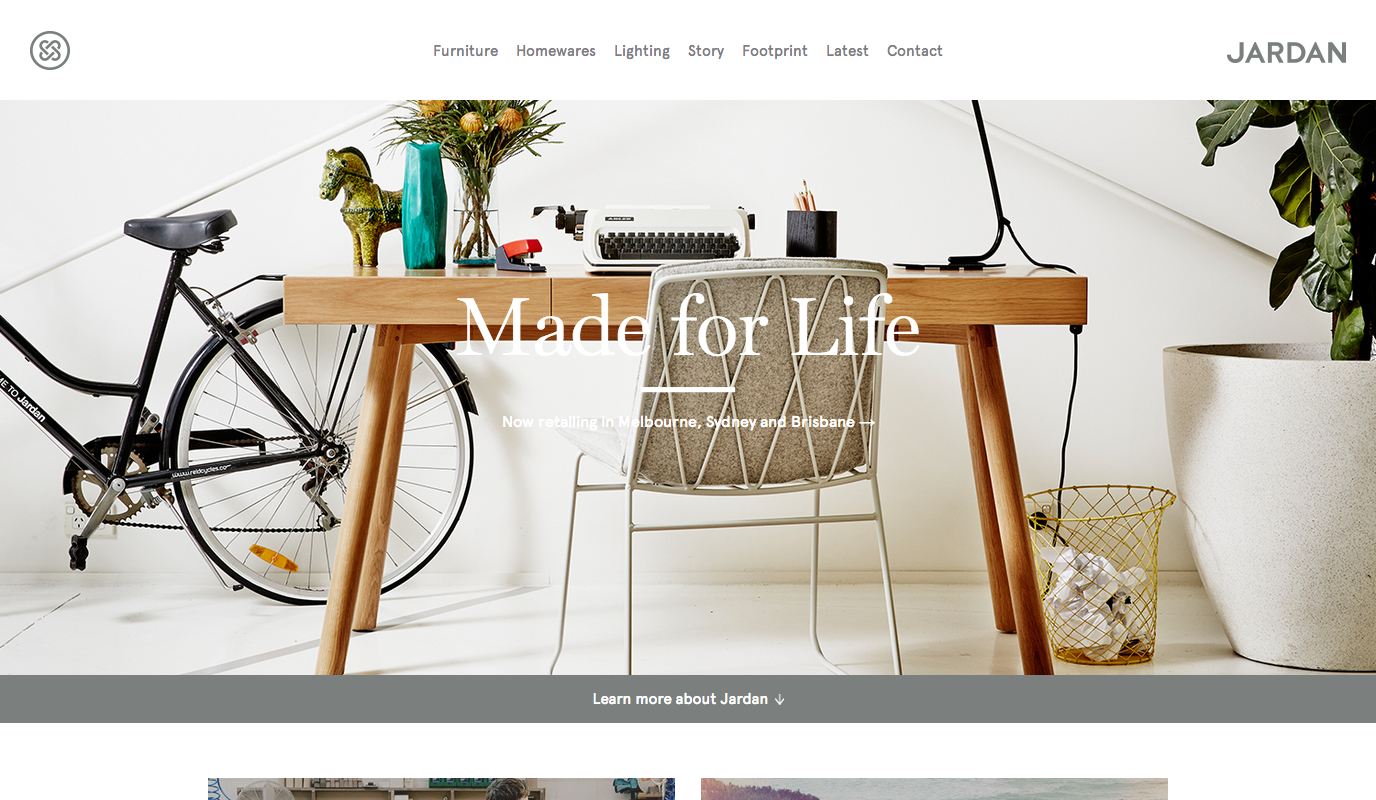 Furniture Homewares Lighting Story Footprint Latest Contact
JARDAN
Made for Life
Now retailing in Melbourne, Sydney and Brisbane →
ME TO Jardan
www.reidcycles.co
Learn more about Jardan ↓